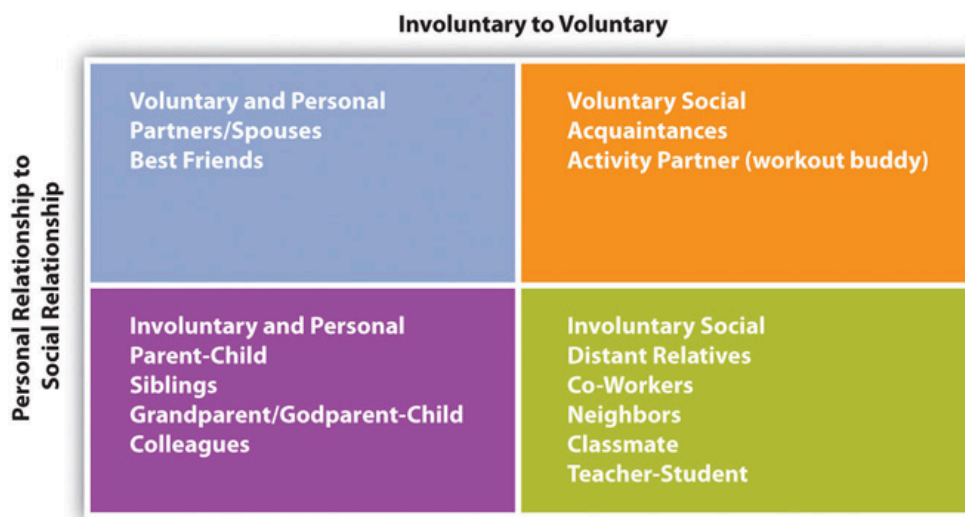 Involuntary to Voluntary
Personal Relationship to
Social Relationship
Voluntary and Personal
Partners/Spouses
Best Friends
Voluntary Social
Acquaintances
Activity Partner (workout buddy)
Involuntary and Personal
Parent-Child
Siblings
Grandparent/Godparent-Child
Colleagues
Involuntary Social
Distant Relatives
Co-Workers
Neighbors
Classmate
Teacher-Student